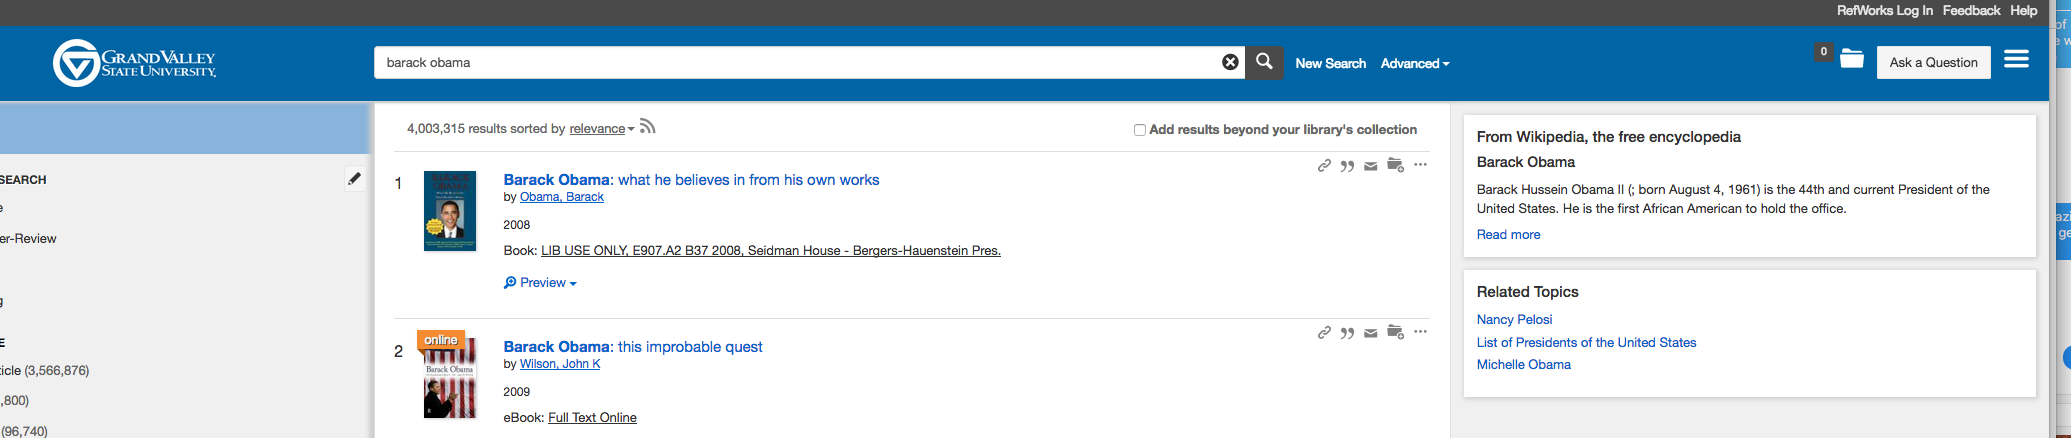 RefWorks Log In Feedback Help
GRAND VALLEY
STATE UNIVERSITY
barack obama
New Search Advanced
0
Ask a Question
4,003,315 results sorted by relevance
Add results beyond your library's collection
SEARCH
e
er-Review
g
E
ticle (3,566,876)
,800)
(96,740)
1
BARACK
OBAMA
Barack Obama: what he believes in from his own works
by Obama, Barack
2008
Book: LIB USE ONLY, E907.A2 B37 2008, Seidman House - Bergers-Hauenstein Pres.
Preview
2
online
Barack Obama
Barack Obama: this improbable quest
by Wilson, John K
2009
eBook: Full Text Online
From Wikipedia, the free encyclopedia
Barack Obama
Barack Hussein Obama II (; born August 4, 1961) is the 44th and current President of the
United States. He is the first African American to hold the office.
Read more
Related Topics
Nancy Pelosi
List of Presidents of the United States
Michelle Obama
of
e w
azi
ge